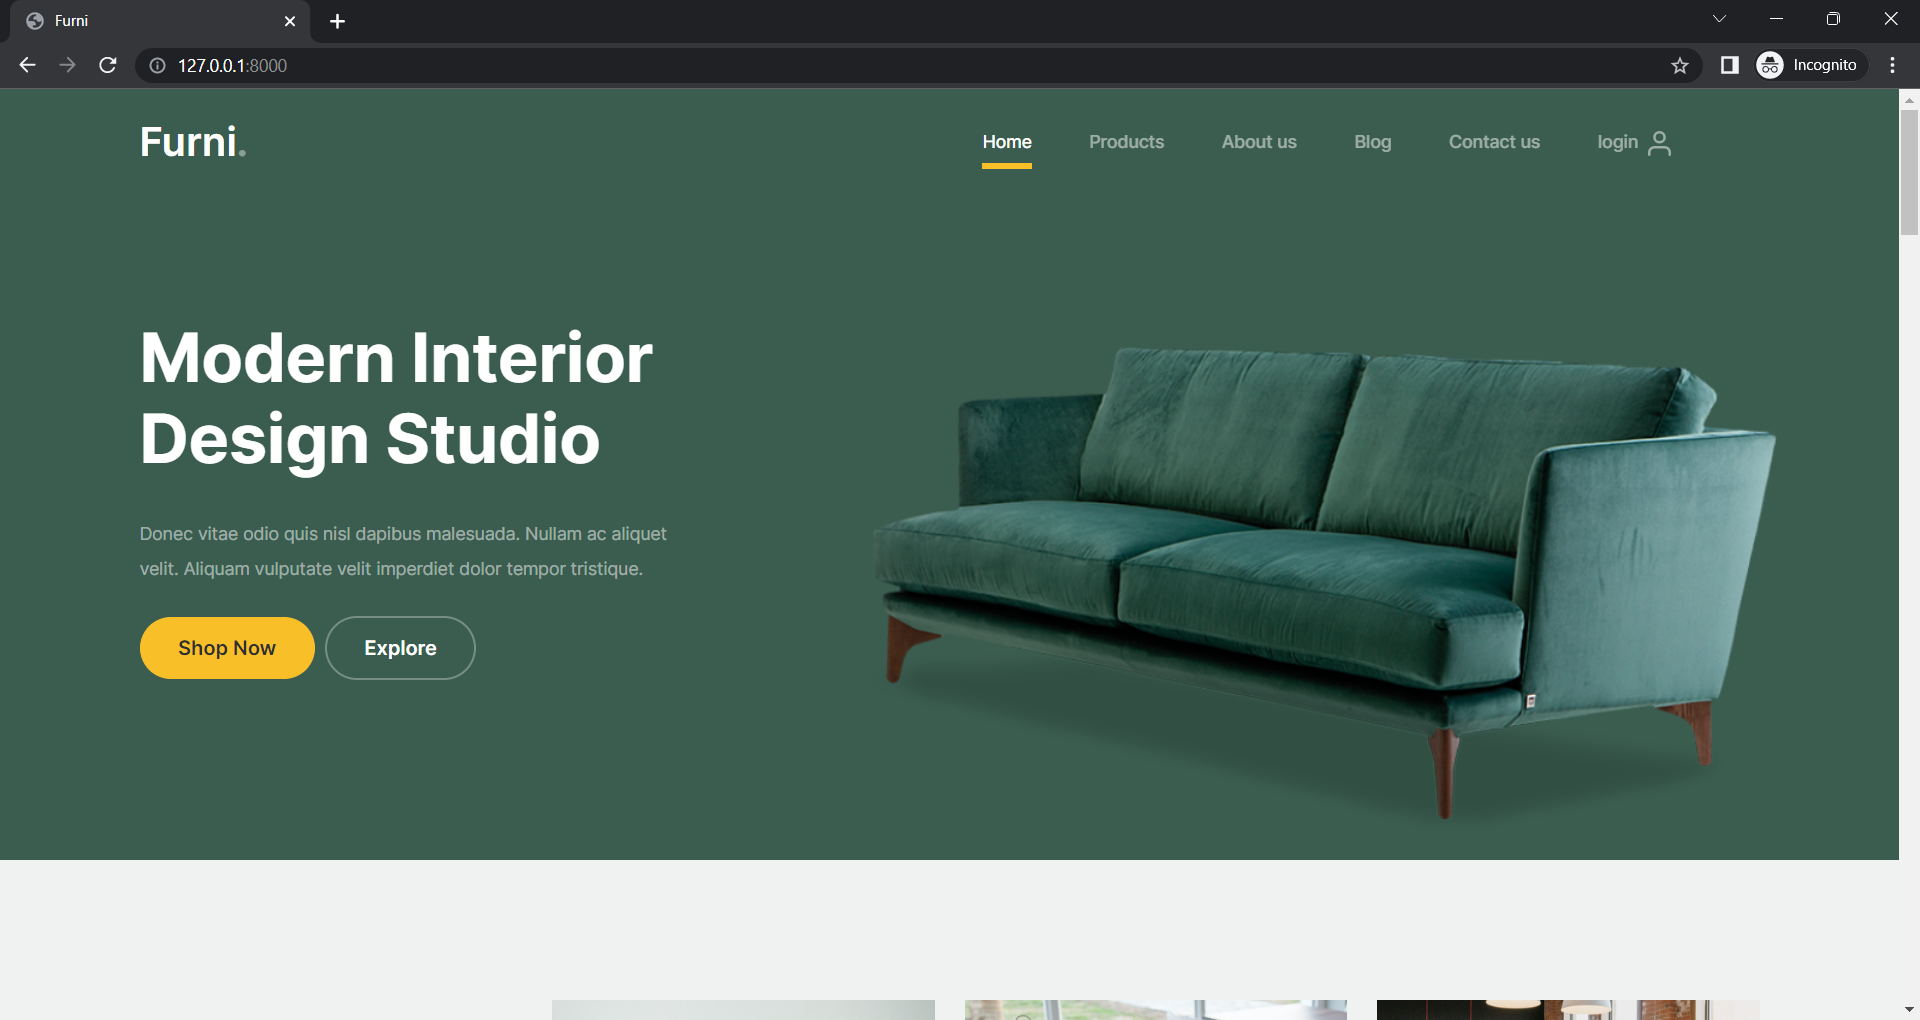 Furni
127.0.0.1:8000
Incognito
Furni.
Home
Products
About us
Blog
Contact us
login
Modern Interior
Design Studio
Donec vitae odio quis nisl dapibus malesuada. Nullam ac aliquet
velit. Aliquam vulputate velit imperdiet dolor tempor tristique.
Shop Now
Explore